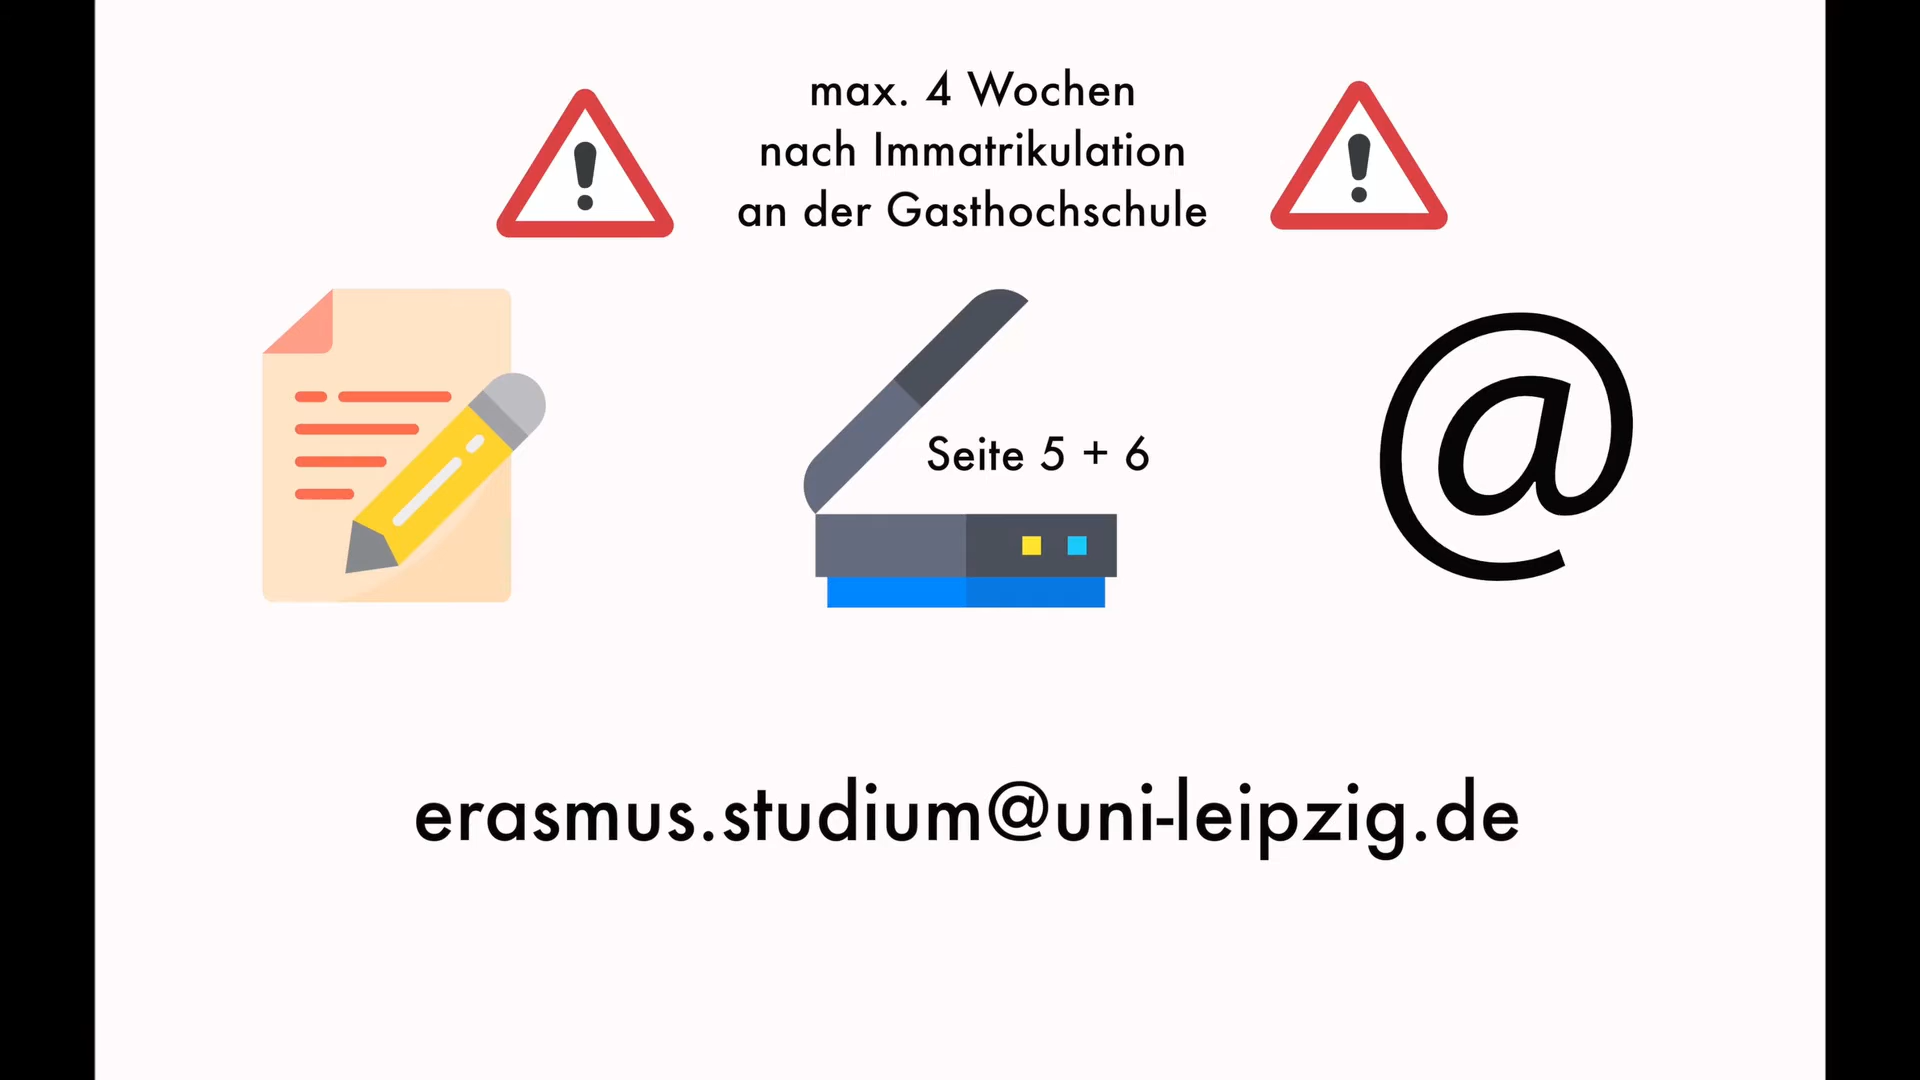 max. 4 Wochen
nach Immatrikulation
an der Gasthochschule
Seite 5 + 6
@
erasmus.studium@uni-leipzig.de